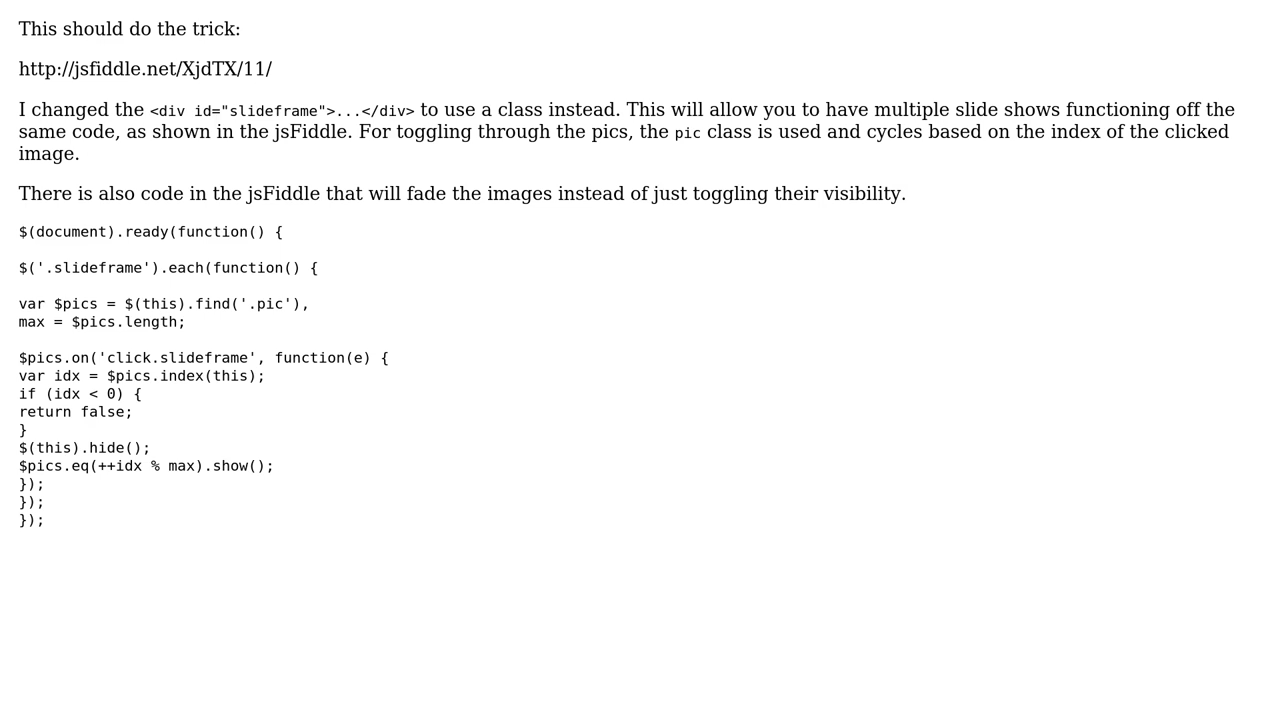 This should do the trick:
http://jsfiddle.net/XjdTX/11/
I changed the <div id="slideframe">...</div> to use a class instead. This will allow you to have multiple slide shows functioning off the
same code, as shown in the jsFiddle. For toggling through the pics, the pic class is used and cycles based on the index of the clicked
image.
There is also code in the jsFiddle that will fade the images instead of just toggling their visibility.
$(document).ready(function() {
$('.slideframe').each(function() {
var $pics = $(this).find('.pic'),
max = $pics.length;
$pics.on('click.slideframe', function(e) {
var idx = $pics.index(this);
if (idx < 0) {
return false;
}
$(this).hide();
$pics.eq(++idx % max).show();
});
});
});